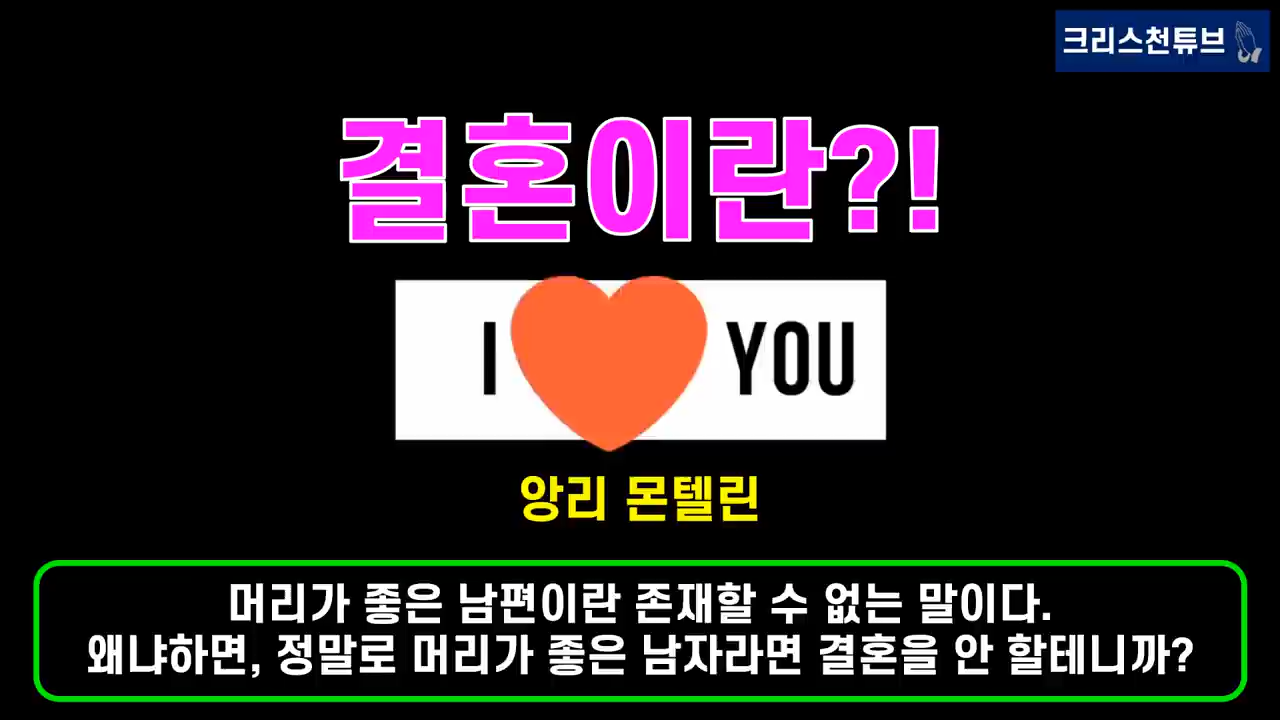 크리스천튜브
결혼이란?!
I YOU
앙리 몬텔린
머리가 좋은 남편이란 존재할 수 없는 말이다.
왜냐하면, 정말로 머리가 좋은 남자라면 결혼을 안 할테니까?